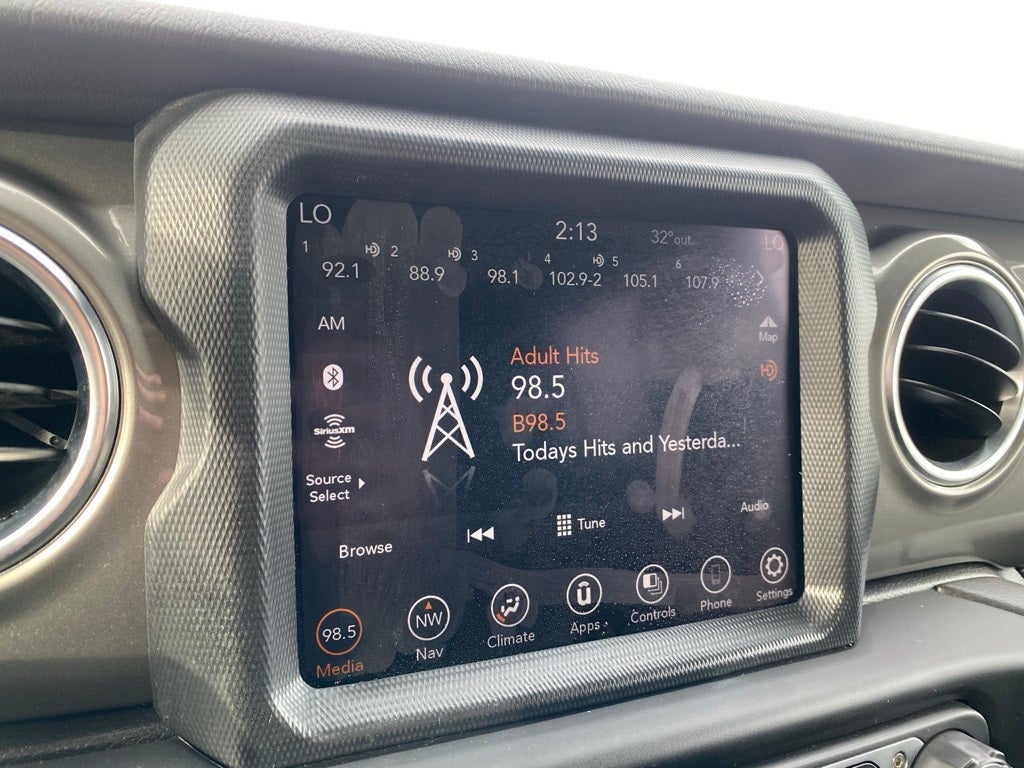 LO
2:13
32°out
LO
1
92.1
2
88.9
3
98.1
4
102.9-2
5
105.1
6
107.9
AM
SiriusXM
Source
Select
Browse
Adult Hits
98.5
B98.5
Todays Hits and Yesterda...
Map
HD
Tune
Audio
98.5
Media
NW
Nav
Climate
u
Apps
Controls
Phone
Settings